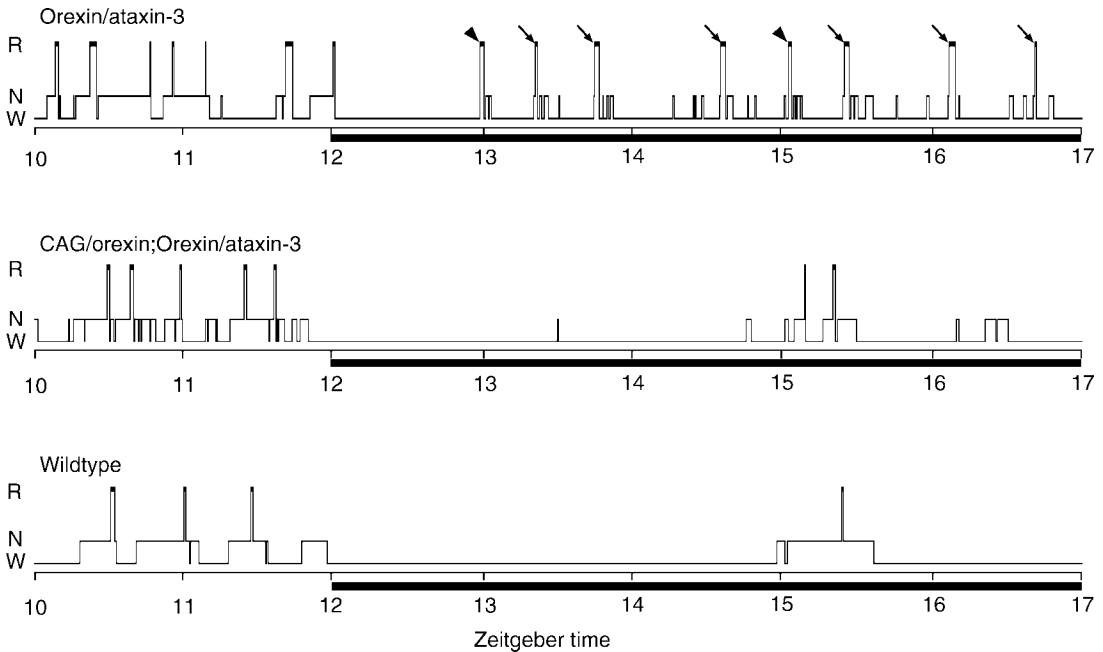 Orexin/ataxin-3
R
N
W
10 11 12 13 14 15 16 17
CAG/orexin;Orexin/ataxin-3
R
N
W
10 11 12 13 14 15 16 17
Wildtype
R
N
W
10 11 12 13 14 15 16 17
Zeitgeber time